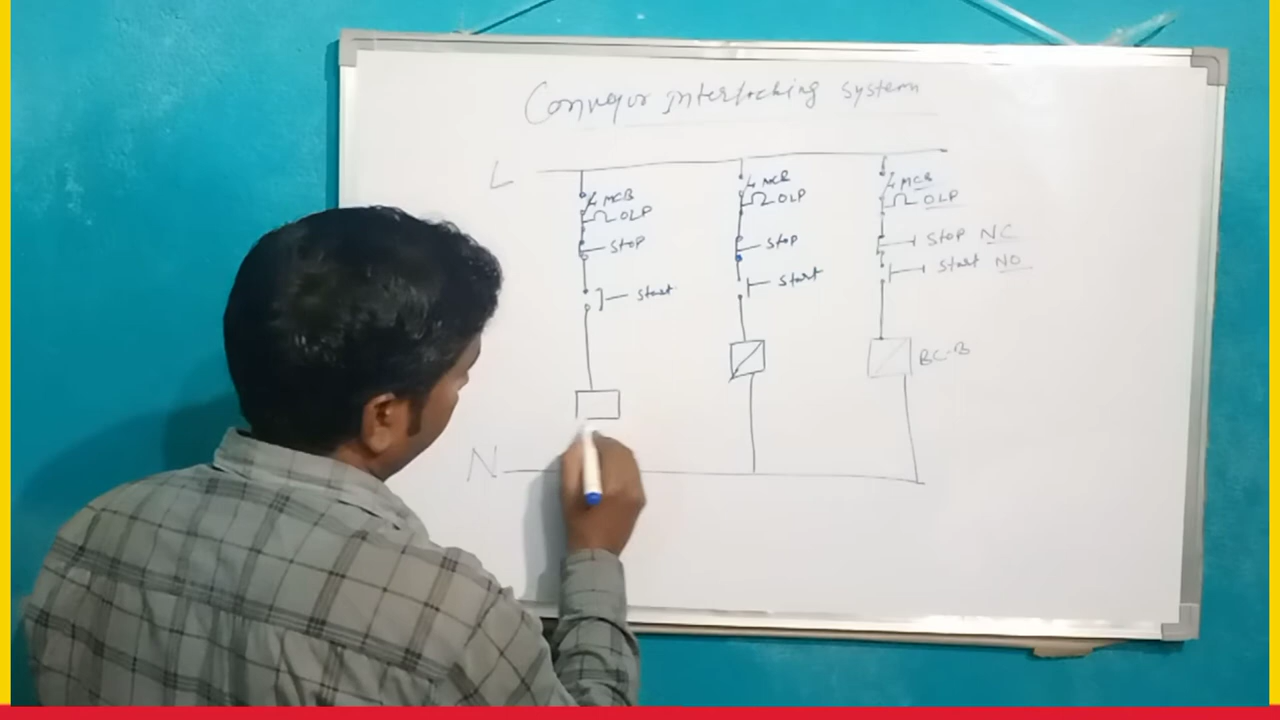 Conveyor interlocking system
L
MCB
OLP
Stop
Start
MCB
OLP
Stop
Start
MCB
OLP
Stop NC
Start NO
BC-B
N